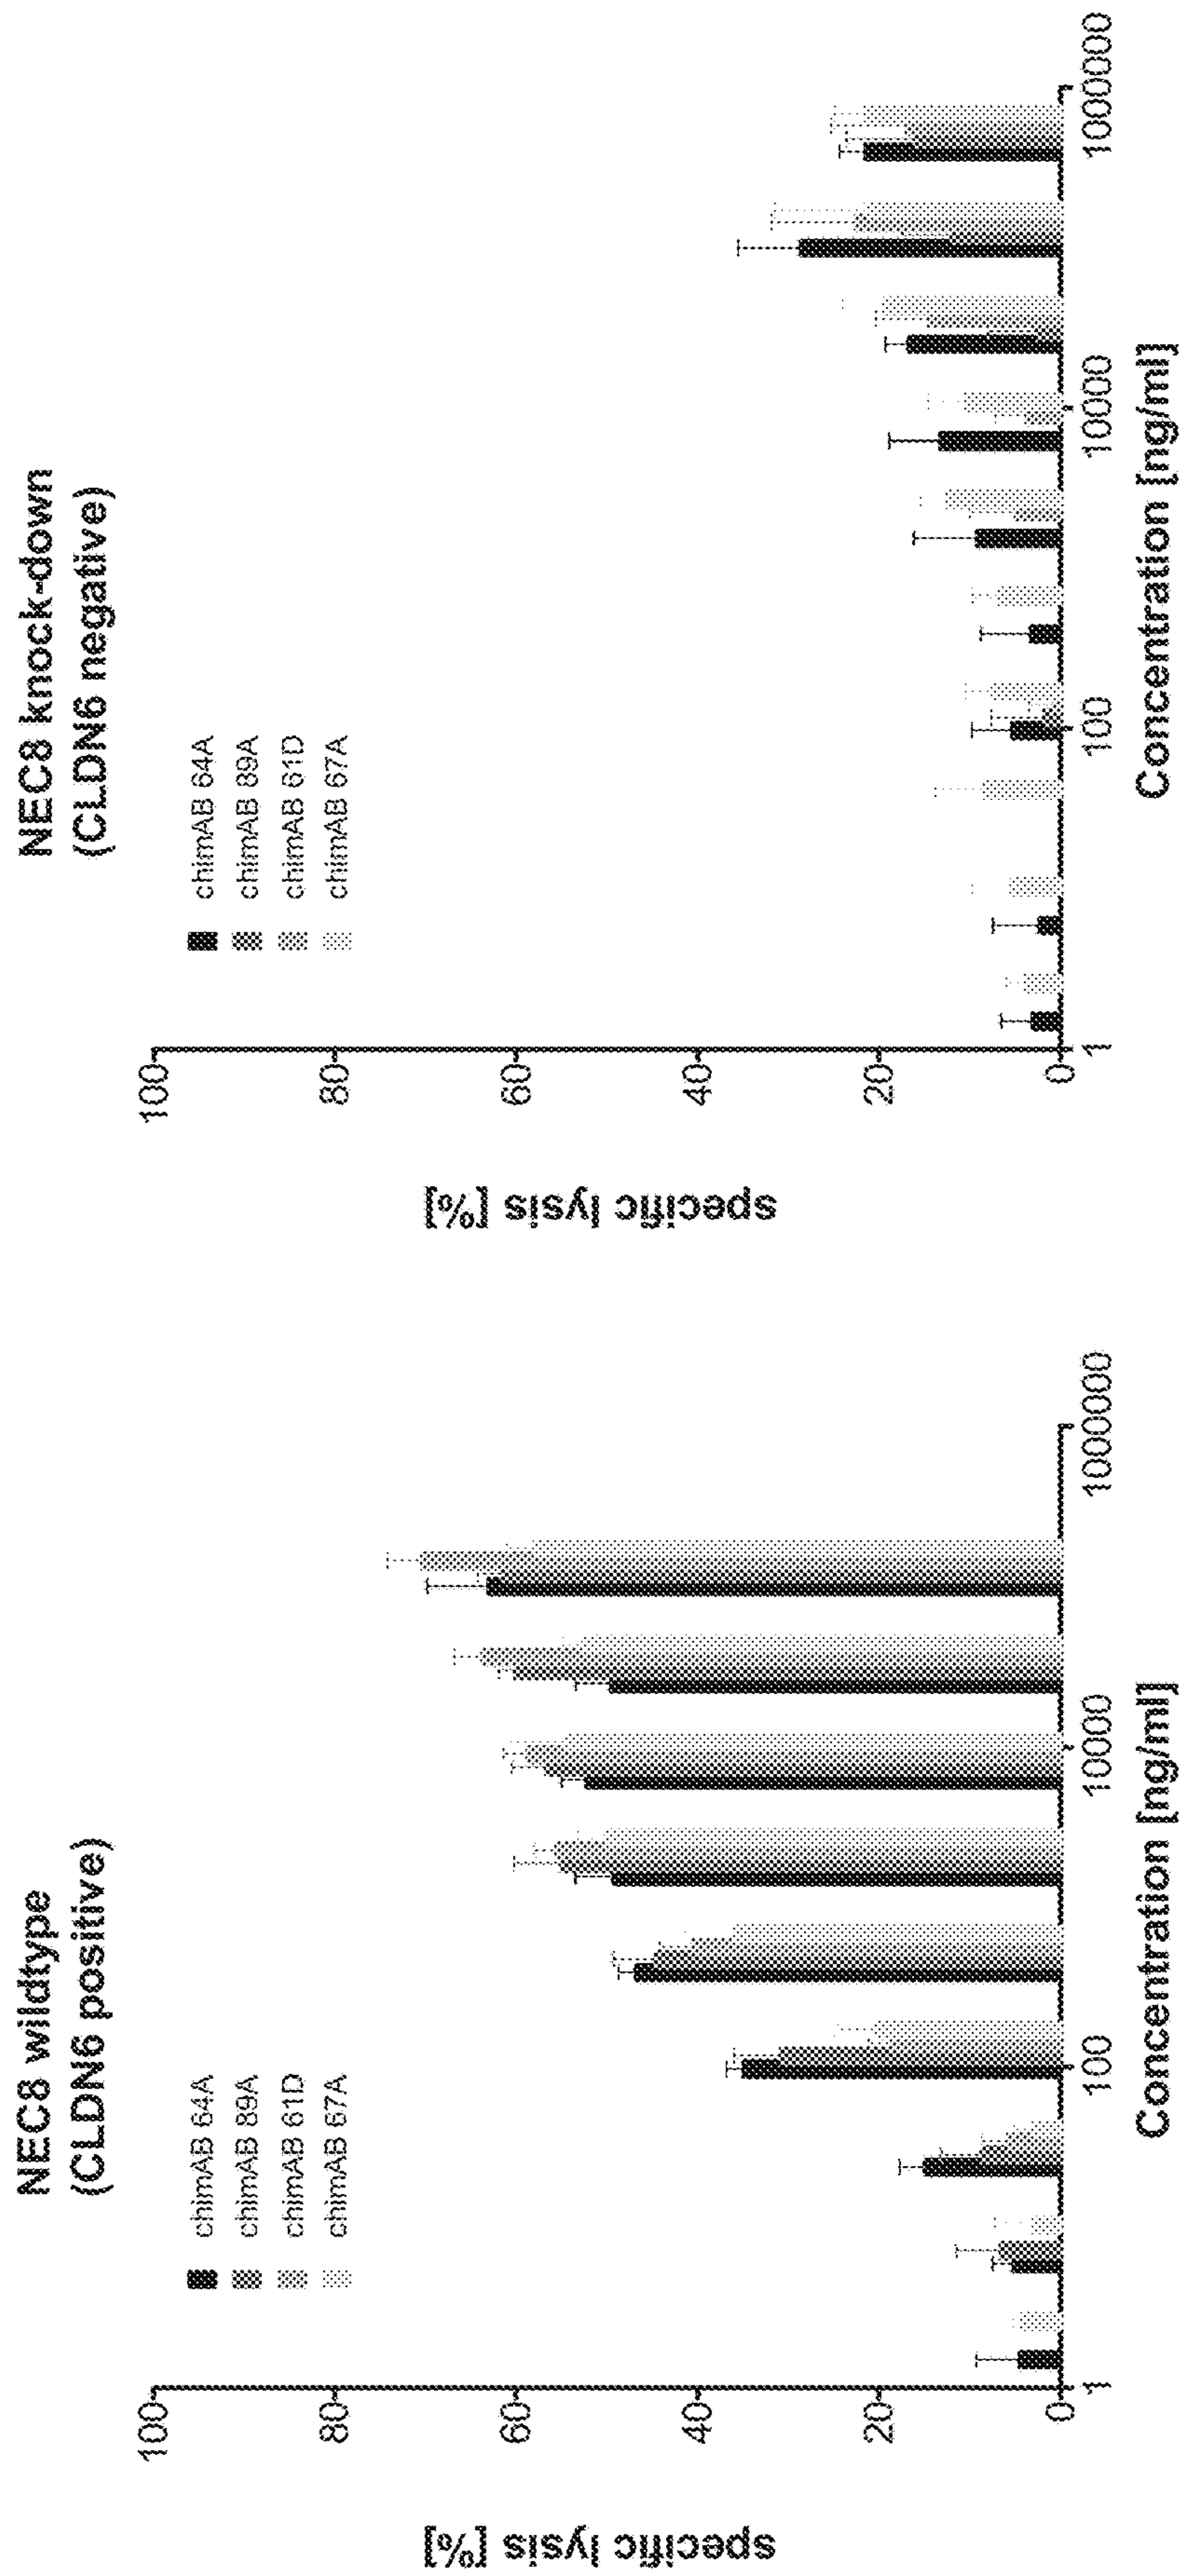 NEC8 wildtype
(CLDN6 positive)
chimAB 64A
chimAB 89A
chimAB 61D
chimAB 67A
specific lysis [%]
100
80
60
40
20
0
1
100
10000
1000000
Concentration [ng/ml]
NEC8 knock-down
(CLDN6 negative)
chimAB 64A
chimAB 89A
chimAB 61D
chimAB 67A
specific lysis [%]
100
80
60
40
20
0
1
100
10000
1000000
Concentration [ng/ml]